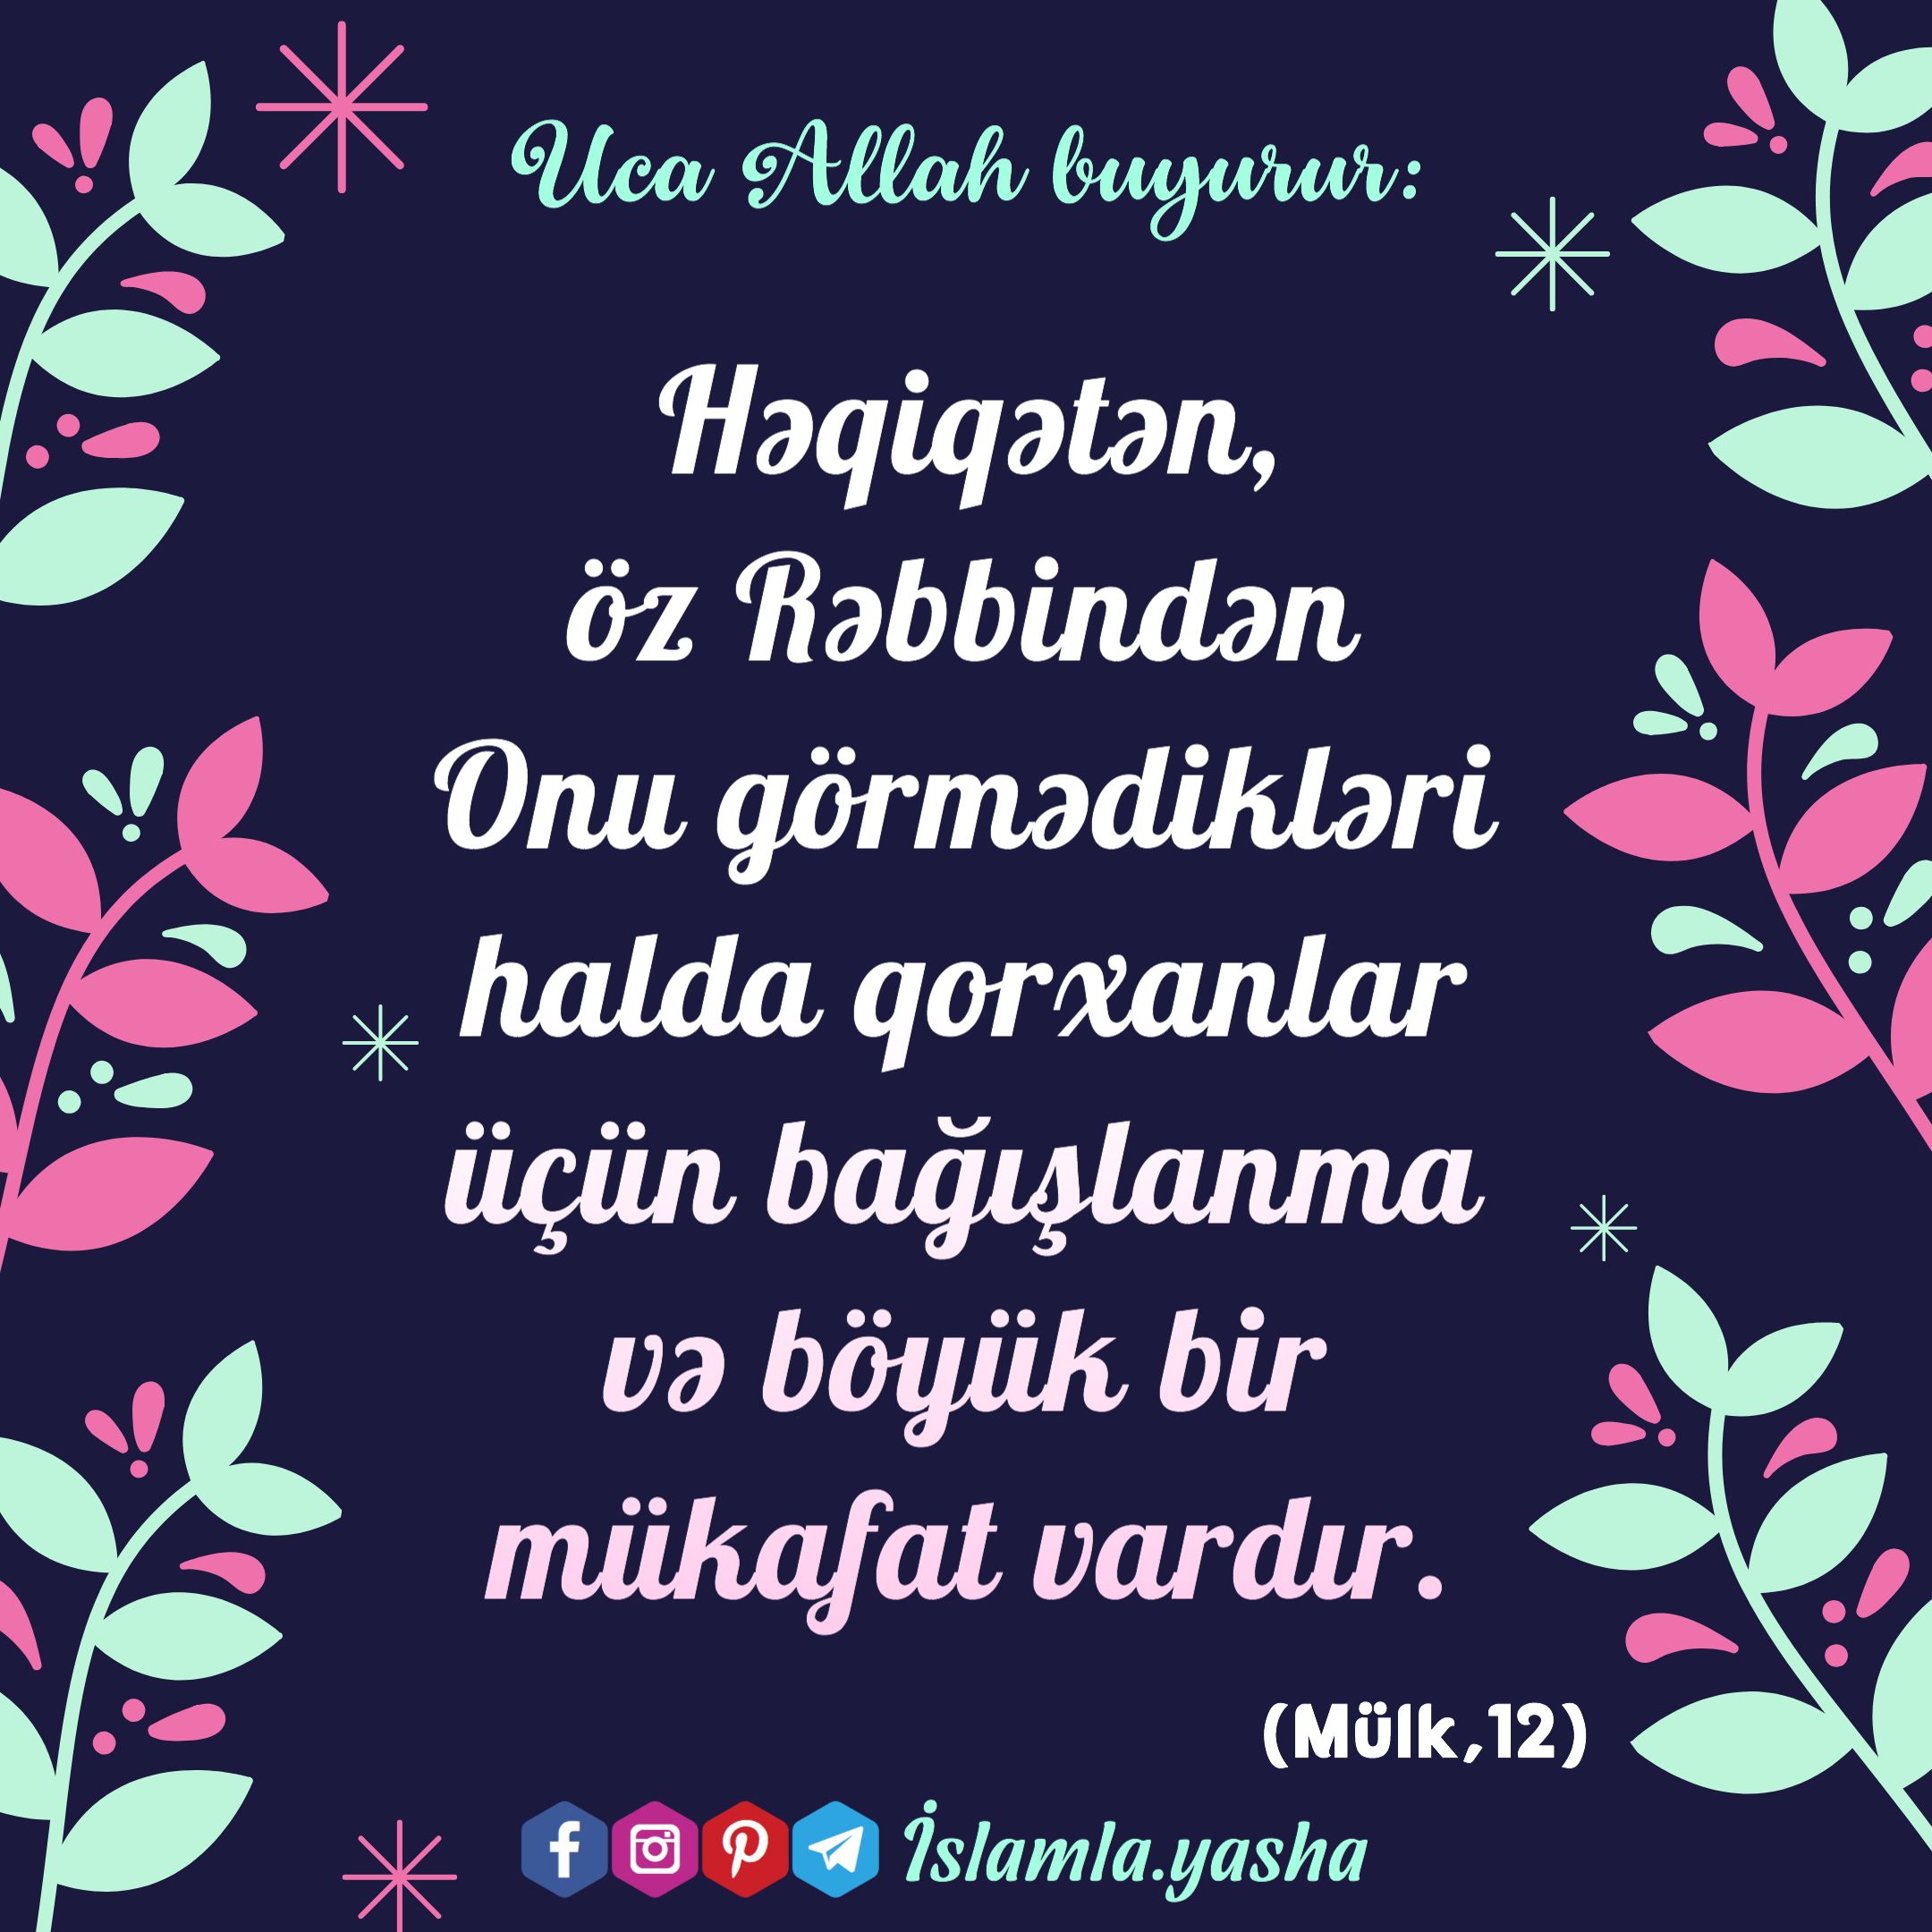 Uca Allah buyurur:
Həqiqətən,
öz Rəbbindən
Onu görmədikləri
halda qorxanlar
üçün bağışlanma
və böyük bir
mükafat vardır.
(Mülk,12)
İslamla.yasha